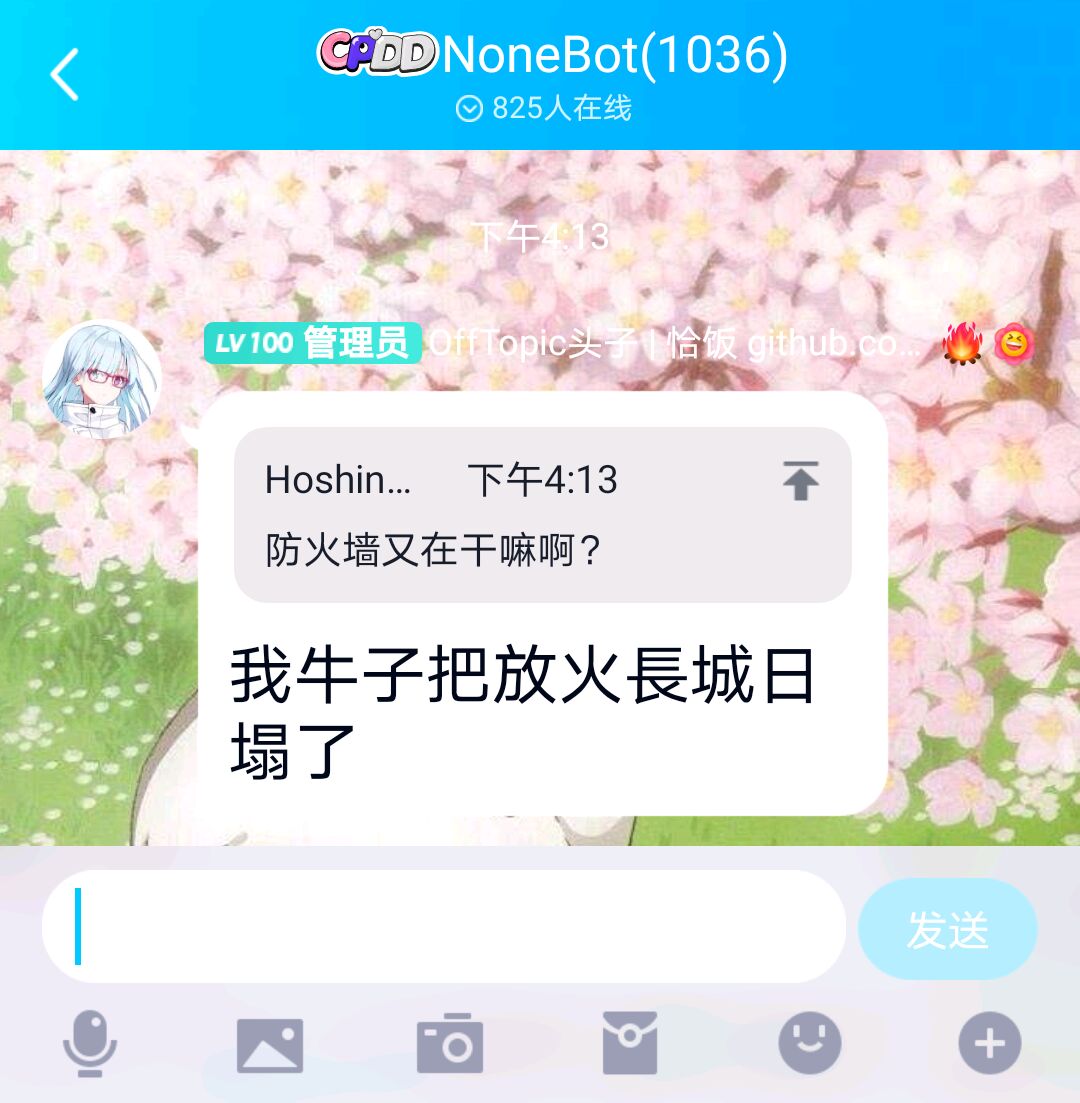 CPDD NoneBot(1036)
825人在线
下午4:13
LV100 管理员 OffTopic头子 | 恰饭 github.co...
Hoshin... 下午4:13
防火墙又在干嘛啊？
我牛子把放火長城日
塌了
发送